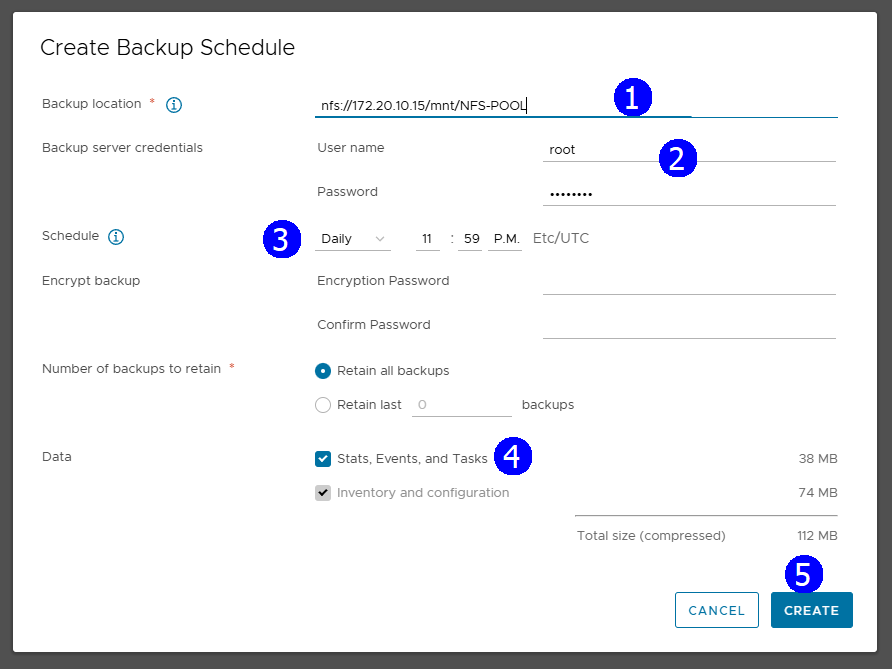 Create Backup Schedule
Backup location * nfs://172.20.10.15/mnt/NFS-POOL 1
Backup server credentials User name root 2
Password ••••••••
Schedule 3 Daily 11 : 59 P.M. Etc/UTC
Encrypt backup Encryption Password
Confirm Password
Number of backups to retain * Retain all backups
Retain last 0 backups
Data Stats, Events, and Tasks 4 38 MB
Inventory and configuration 74 MB
Total size (compressed) 112 MB
5
CANCEL CREATE